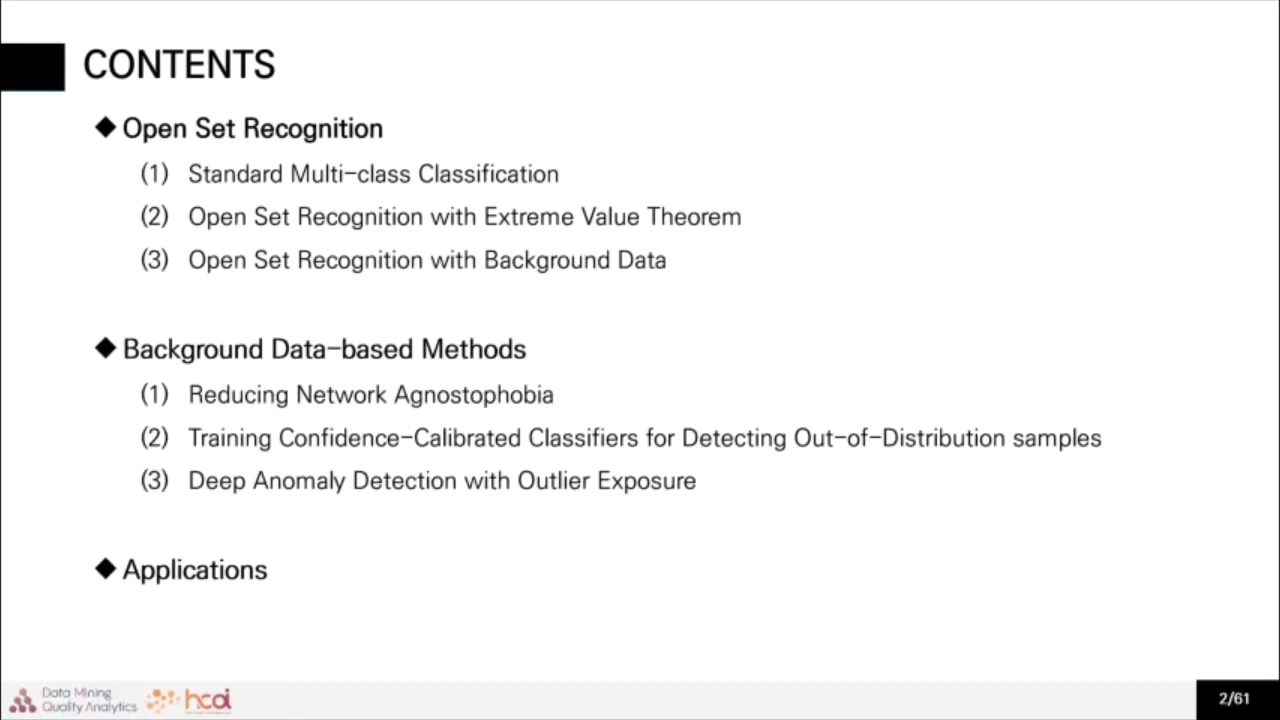 CONTENTS
◆ Open Set Recognition
(1) Standard Multi-class Classification
(2) Open Set Recognition with Extreme Value Theorem
(3) Open Set Recognition with Background Data
◆ Background Data-based Methods
(1) Reducing Network Agnostophobia
(2) Training Confidence-Calibrated Classifiers for Detecting Out-of-Distribution samples
(3) Deep Anomaly Detection with Outlier Exposure
◆ Applications
Data Mining
Quality Analytics
hcai
2/61